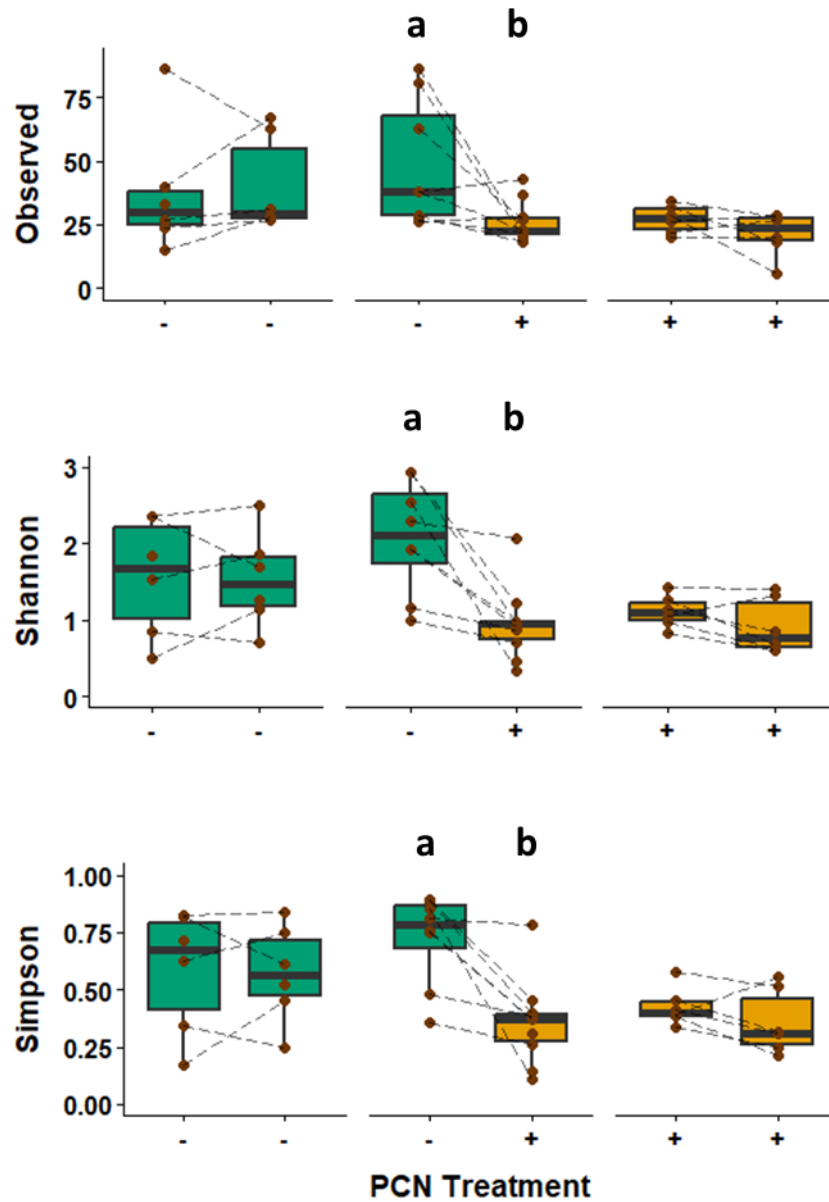 a b
Observed
75
50
25
0
- - - + + +
a b
Shannon
3
2
1
0
- - - + + +
a b
Simpson
1.00
0.75
0.50
0.25
0.00
- - - + + +
PCN Treatment